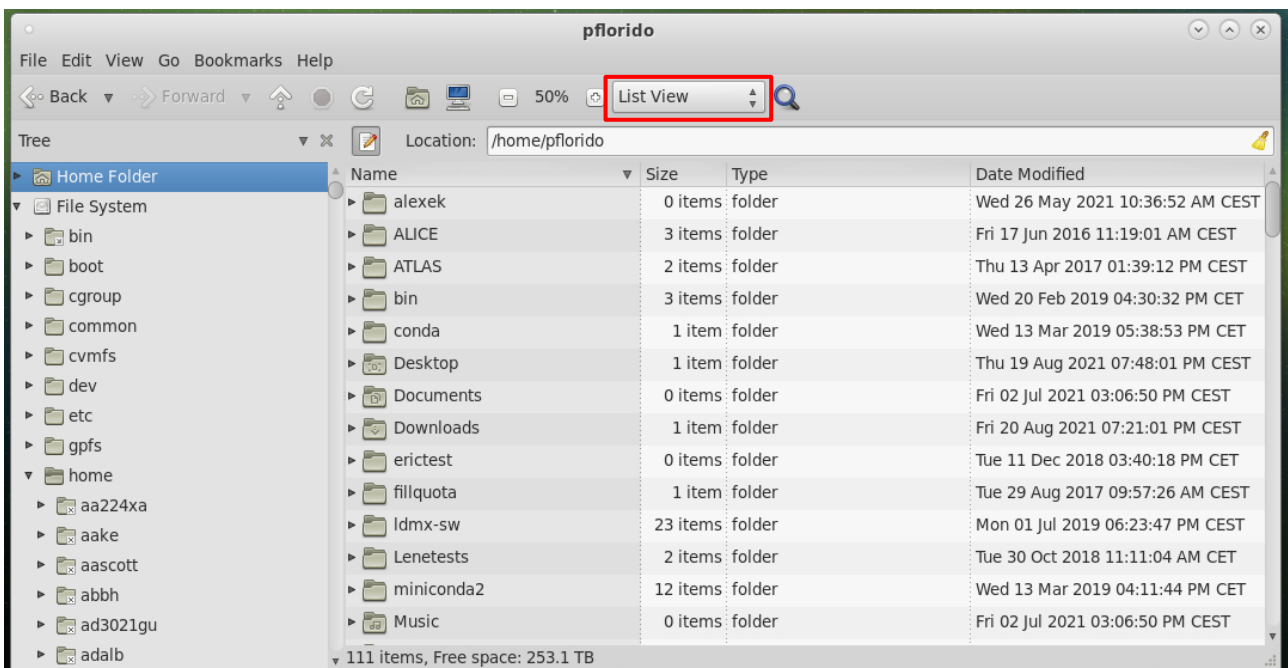 pflorido
File Edit View Go Bookmarks Help
Back Forward 50% List View
Tree Location: /home/pflorido
Home Folder Name Size Type Date Modified
File System alexek 0 items folder Wed 26 May 2021 10:36:52 AM CEST
bin ALICE 3 items folder Fri 17 Jun 2016 11:19:01 AM CEST
boot ATLAS 2 items folder Thu 13 Apr 2017 01:39:12 PM CEST
cgroup bin 3 items folder Wed 20 Feb 2019 04:30:32 PM CET
common conda 1 item folder Wed 13 Mar 2019 05:38:53 PM CET
cvmfs Desktop 1 item folder Thu 19 Aug 2021 07:48:01 PM CEST
dev Documents 0 items folder Fri 02 Jul 2021 03:06:50 PM CEST
etc Downloads 1 item folder Fri 20 Aug 2021 07:21:01 PM CEST
gpfs erictest 0 items folder Tue 11 Dec 2018 03:40:18 PM CET
home fillquota 1 item folder Tue 29 Aug 2017 09:57:26 AM CEST
aa224xa ldmx-sw 23 items folder Mon 01 Jul 2019 06:23:47 PM CEST
aake Lenetests 2 items folder Tue 30 Oct 2018 11:11:04 AM CET
aascott miniconda2 12 items folder Wed 13 Mar 2019 04:11:44 PM CET
abbh Music 0 items folder Fri 02 Jul 2021 03:06:50 PM CEST
ad3021gu
adalb 111 items, Free space: 253.1 TB